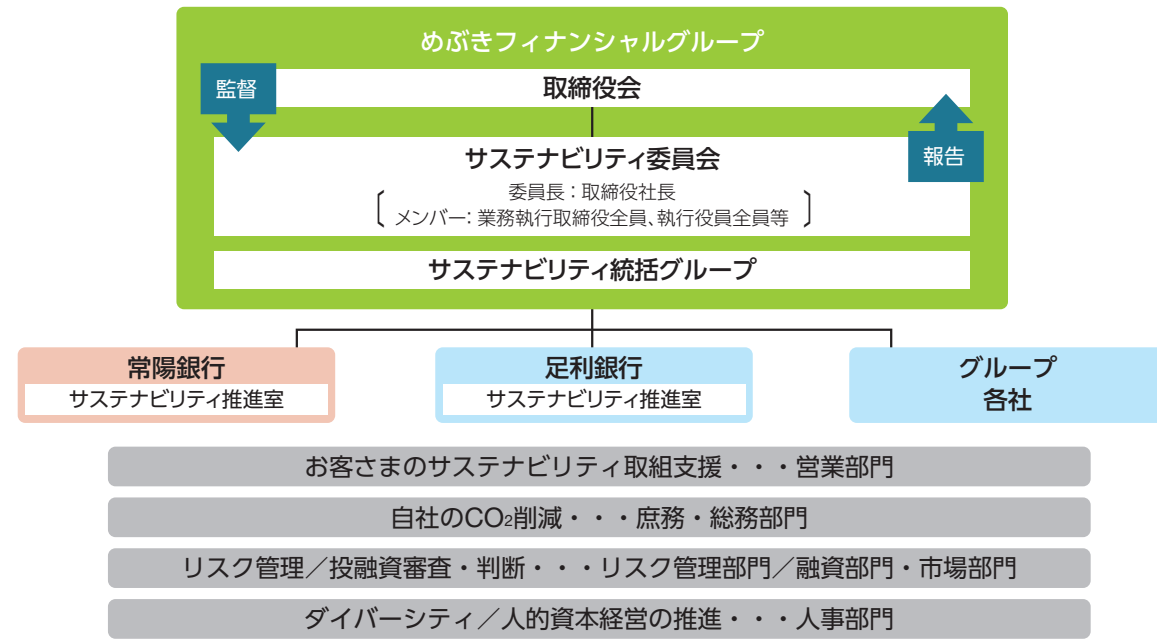 めぶきフィナンシャルグループ
監督
取締役会
サステナビリティ委員会
報告
委員長：取締役社長
メンバー：業務執行取締役全員、執行役員全員等
サステナビリティ統括グループ
常陽銀行
サステナビリティ推進室
足利銀行
サステナビリティ推進室
グループ
各社
お客さまのサステナビリティ取組支援・・・営業部門
自社のCO₂削減・・・庶務・総務部門
リスク管理／投融資審査・判断・・・リスク管理部門／融資部門・市場部門
ダイバーシティ／人的資本経営の推進・・・人事部門